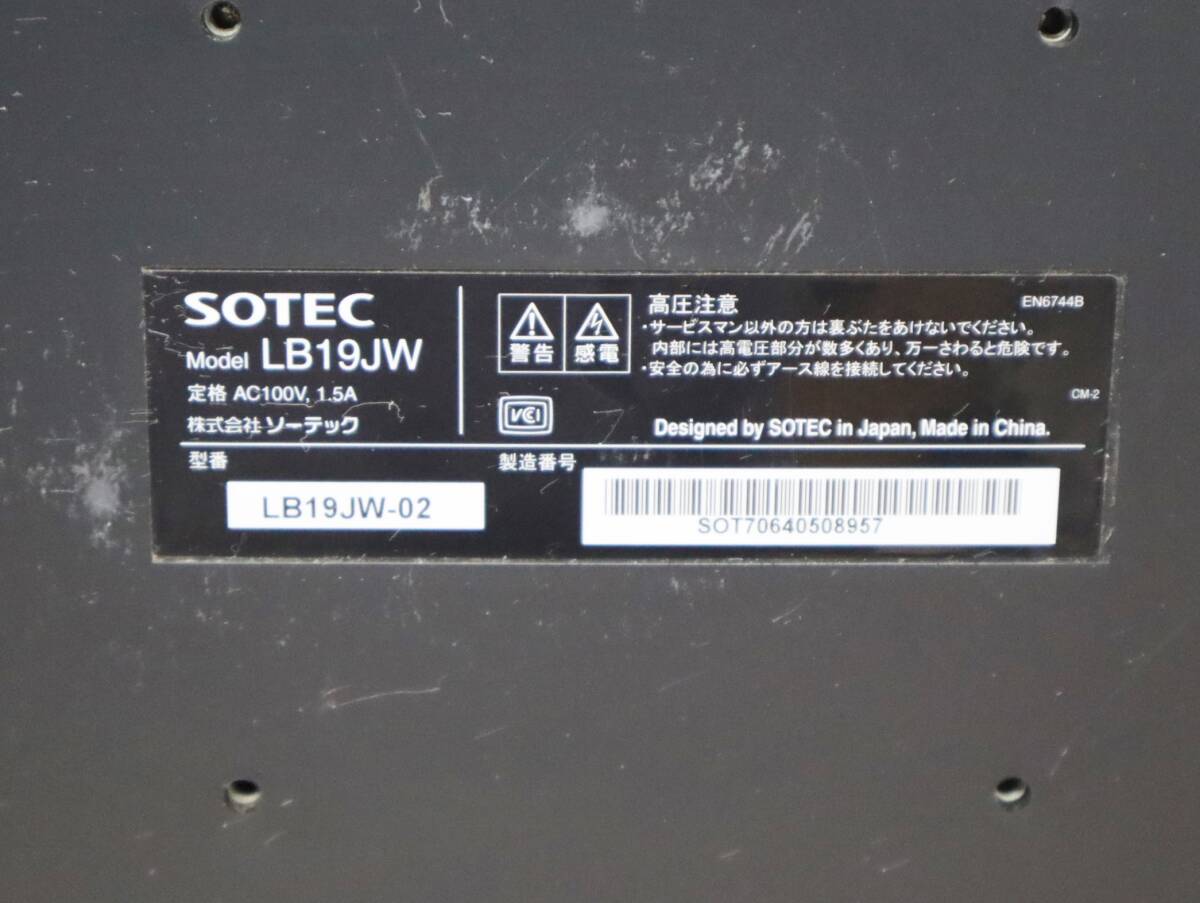 SOTEC
Model LB19JW
定格 AC100V, 1.5A
株式会社 ソーテック
警告
感電
VCCI
高圧注意
EN6744B
・サービスマン以外の方は裏ぶたをあけないでください。
内部には高電圧部分が数多くあり、万一さわると危険です。
・安全の為に必ずアース線を接続してください。
CM-2
Designed by SOTEC in Japan, Made in China.
型番
LB19JW-02
製造番号
SOT70640508957